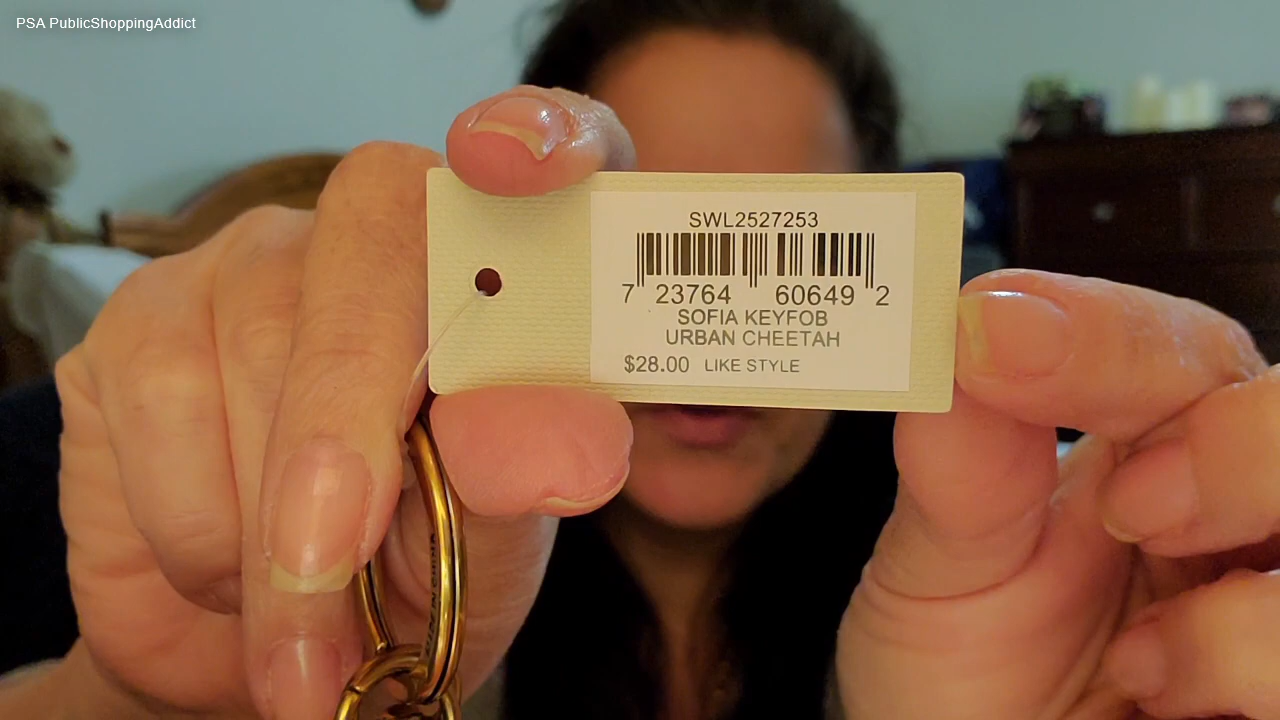 PSA PublicShoppingAddict
SWL2527253
7 23764 60649 2
SOFIA KEYFOB
URBAN CHEETAH
$28.00 LIKE STYLE